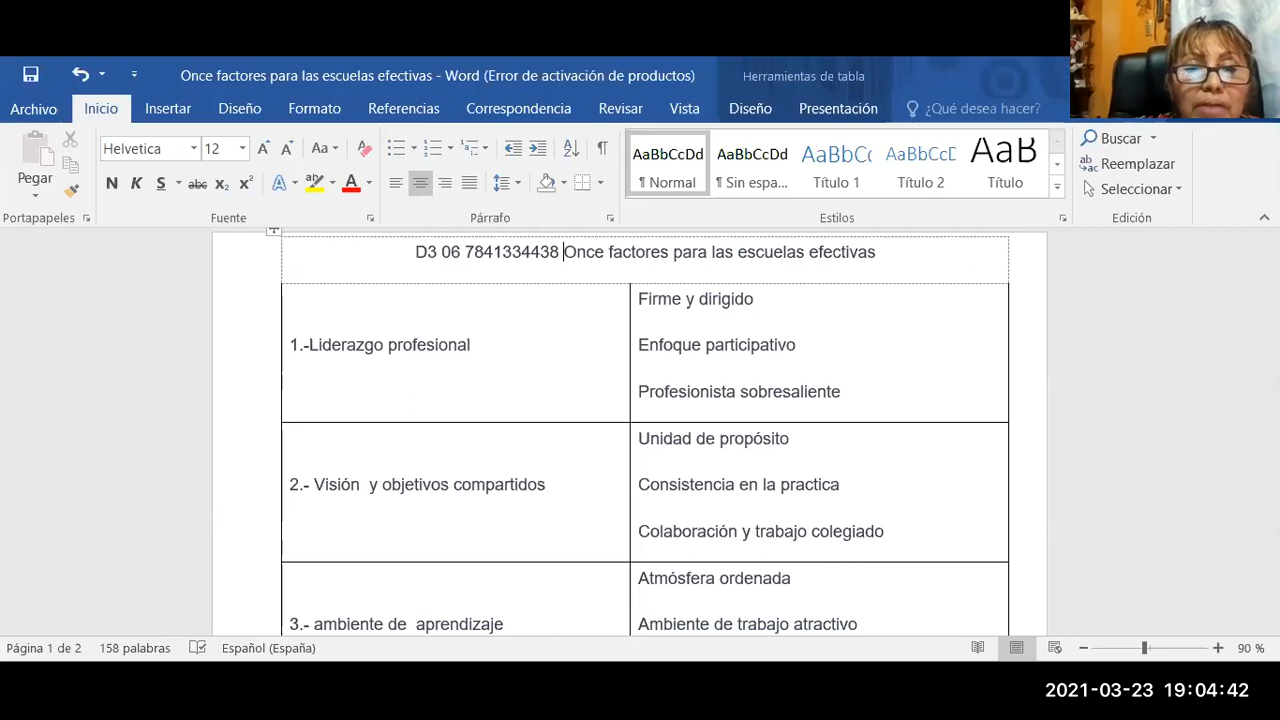 Once factores para las escuelas efectivas - Word (Error de activación de productos)
Herramientas de tabla
Archivo Inicio Insertar Diseño Formato Referencias Correspondencia Revisar Vista Diseño Presentación ¿Qué desea hacer?
Pegar
Portapapeles
Helvetica 12 Aa
N K S abc x₂ x² A A
Fuente
Párrafo
AaBbCcDd AaBbCcDd AaBbCc AaBbCcD AaB
¶ Normal ¶ Sin espa... Título 1 Título 2 Título
Estilos
Buscar
Reemplazar
Seleccionar
Edición
D3 06 7841334438 Once factores para las escuelas efectivas
1.-Liderazgo profesional
Firme y dirigido
Enfoque participativo
Profesionista sobresaliente
2.- Visión y objetivos compartidos
Unidad de propósito
Consistencia en la practica
Colaboración y trabajo colegiado
3.- ambiente de aprendizaje
Atmósfera ordenada
Ambiente de trabajo atractivo
Página 1 de 2 158 palabras Español (España) 90 %
2021-03-23 19:04:42